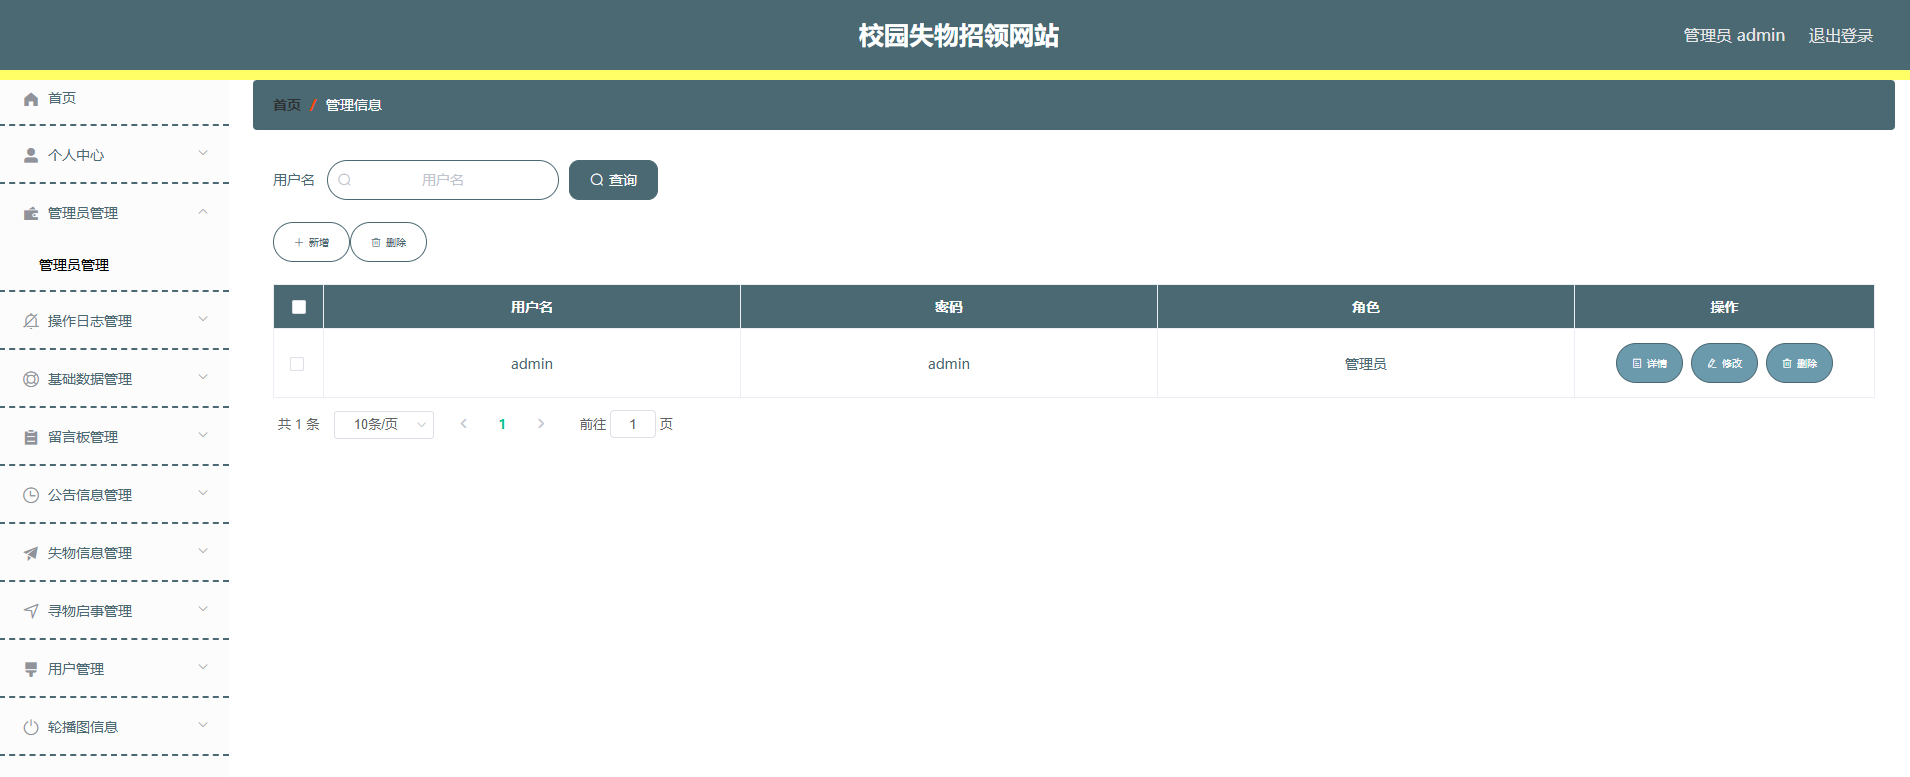 校园失物招领网站
管理员 admin 退出登录
首页
个人中心
管理员管理
管理员管理
操作日志管理
基础数据管理
留言板管理
公告信息管理
失物信息管理
寻物启事管理
用户管理
轮播图信息
首页 / 管理信息
用户名 用户名 查询
新增 删除
用户名 密码 角色 操作
admin admin 管理员 详情 修改 删除
共 1 条 10条/页 1 前往 1 页